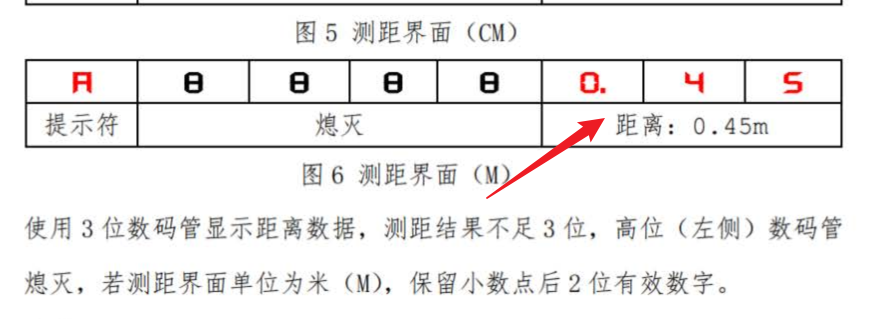 图 5 测距界面（CM）
A 8 8 8 8 0. 4 5
提示符 熄灭 距离：0.45m
图 6 测距界面（M）
使用 3 位数码管显示距离数据，测距结果不足 3 位，高位（左侧）数码管
熄灭，若测距界面单位为米（M），保留小数点后 2 位有效数字。